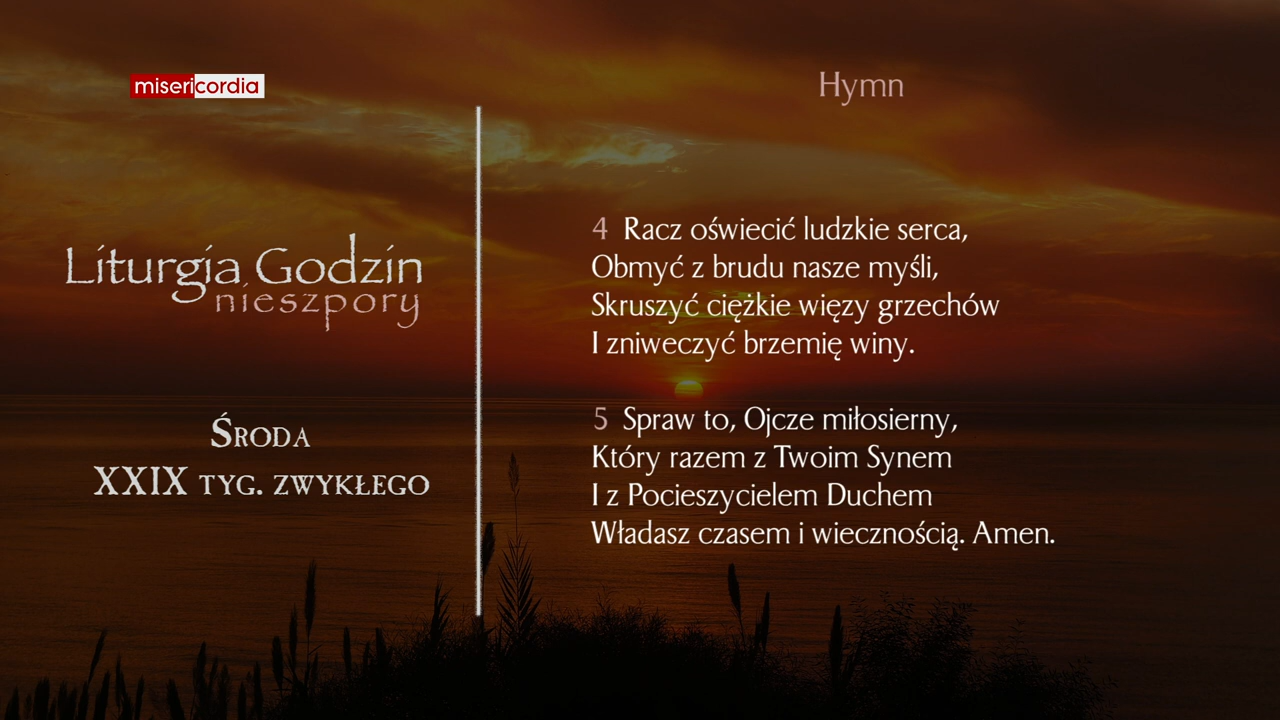 misericordia
Liturgia Godzin
nieszpory
Środa
XXIX tyg. zwykłego
Hymn
4 Racz oświecić ludzkie serca,
Obmyć z brudu nasze myśli,
Skruszyć ciężkie więzy grzechów
I zniweczyć brzemię winy.
5 Spraw to, Ojcze miłosierny,
Który razem z Twoim Synem
I z Pocieszycielem Duchem
Władasz czasem i wiecznością. Amen.